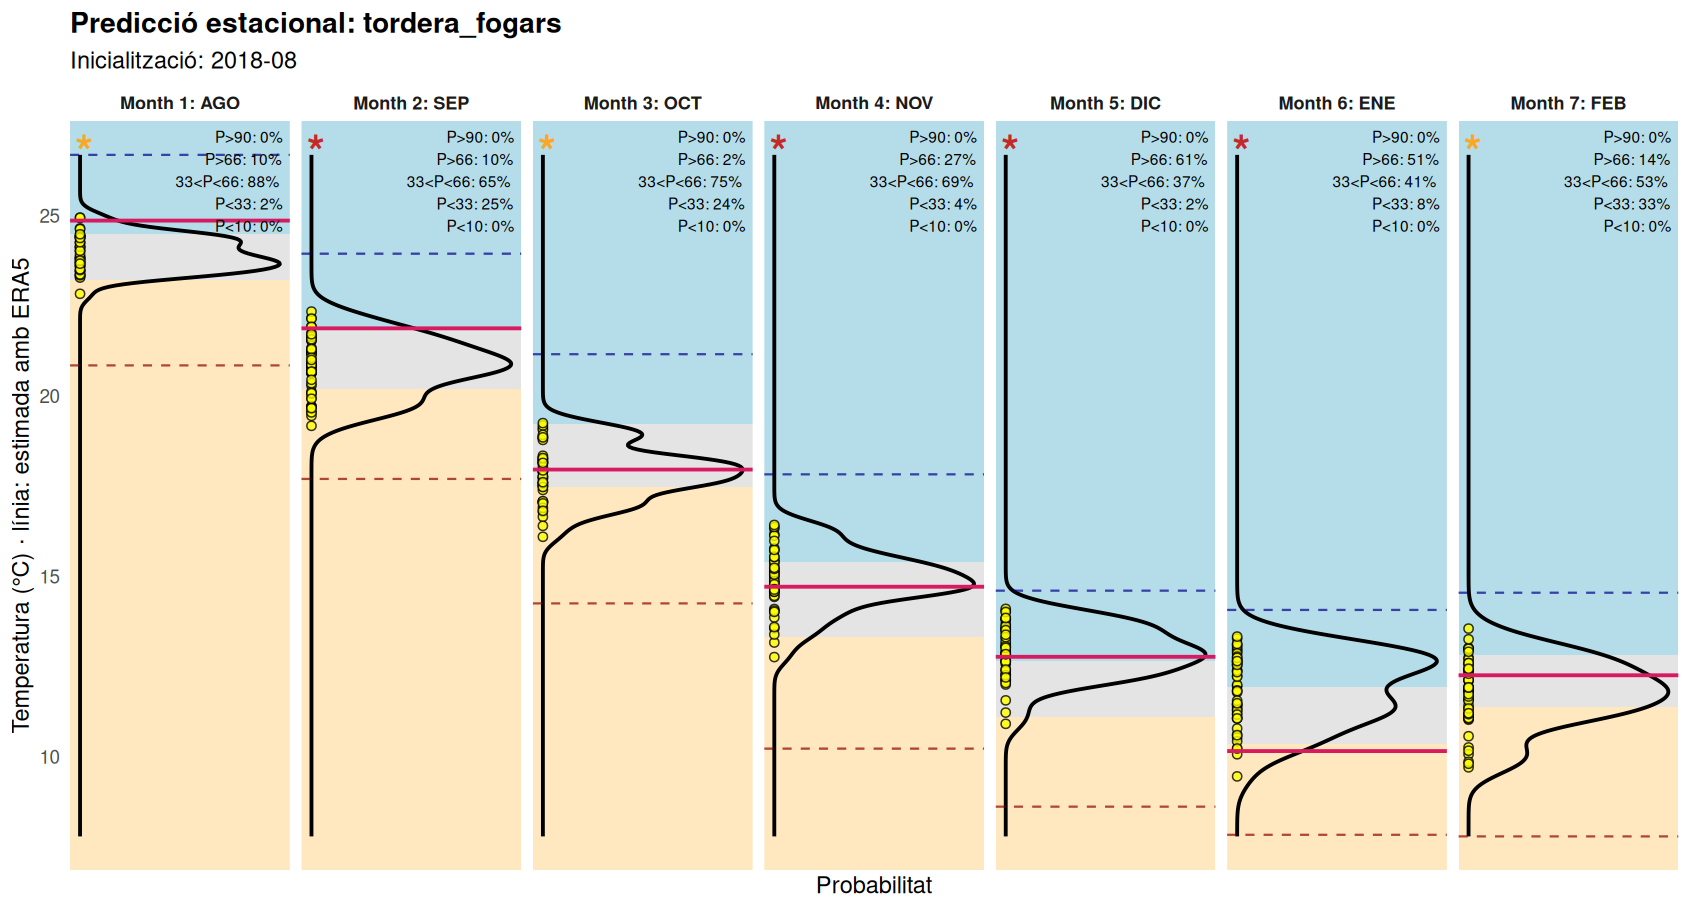 Predicció estacional: tordera_fogars
Inicialització: 2018-08
Month 1: AGO
Month 2: SEP
Month 3: OCT
Month 4: NOV
Month 5: DIC
Month 6: ENE
Month 7: FEB
*
P>90: 0%
P>66: 10%
33<P<66: 88%
P<33: 2%
P<10: 0%
*
P>90: 0%
P>66: 10%
33<P<66: 65%
P<33: 25%
P<10: 0%
*
P>90: 0%
P>66: 2%
33<P<66: 75%
P<33: 24%
P<10: 0%
*
P>90: 0%
P>66: 27%
33<P<66: 69%
P<33: 4%
P<10: 0%
*
P>90: 0%
P>66: 61%
33<P<66: 37%
P<33: 2%
P<10: 0%
*
P>90: 0%
P>66: 51%
33<P<66: 41%
P<33: 8%
P<10: 0%
*
P>90: 0%
P>66: 14%
33<P<66: 53%
P<33: 33%
P<10: 0%
25
20
15
10
Temperatura (°C) · línia: estimada amb ERA5
Probabilitat